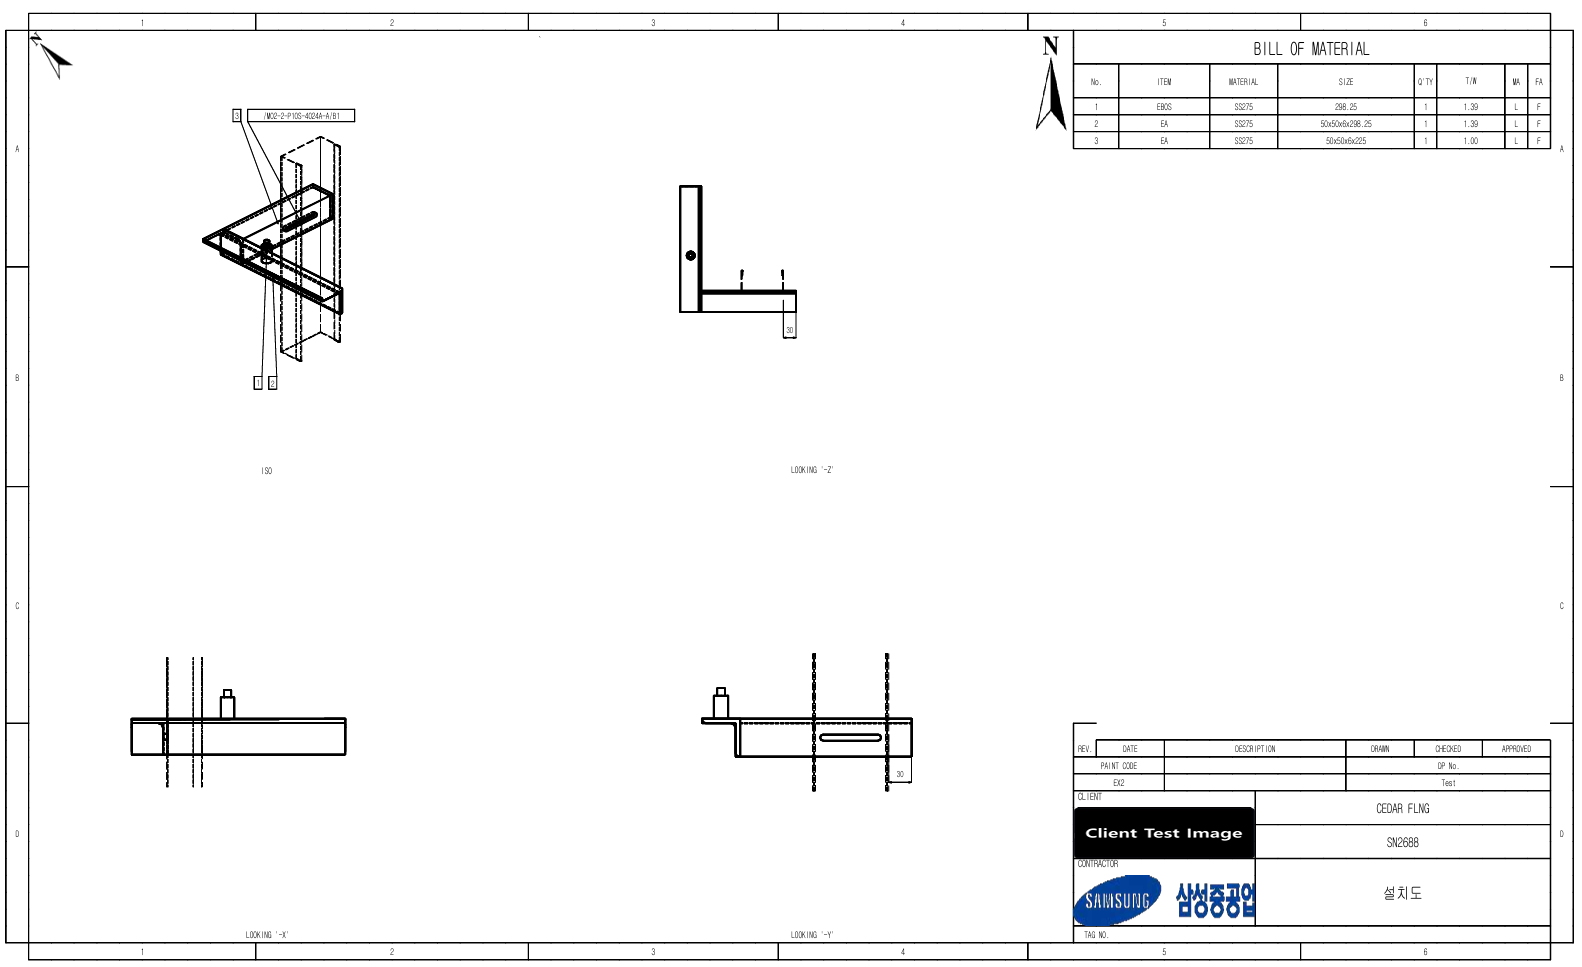 1 2 3 4 5 6
N
N
BILL OF MATERIAL
No. ITEM MATERIAL SIZE Q'TY T/W MA FA
1 EBOS SS275 298.25 1 1.39 L F
2 EA SS275 50x50x6x298.25 1 1.39 L F
3 EA SS275 50x50x6x225 1 1.00 L F
3 /M02-2-P10S-4024A-A/B1
A A
30
1 2
B B
ISO
LOOKING '-Z'
C C
30
LOOKING '-X'
LOOKING '-Y'
REV. DATE DESCRIPTION DRAWN CHECKED APPROVED
PAINT CODE DP No.
EX2 Test
CLIENT
Client Test Image
CEDAR FLNG
SN2688
D D
CONTRACTOR
SAMSUNG 삼성중공업
설치도
TAG NO.
1 2 3 4 5 6